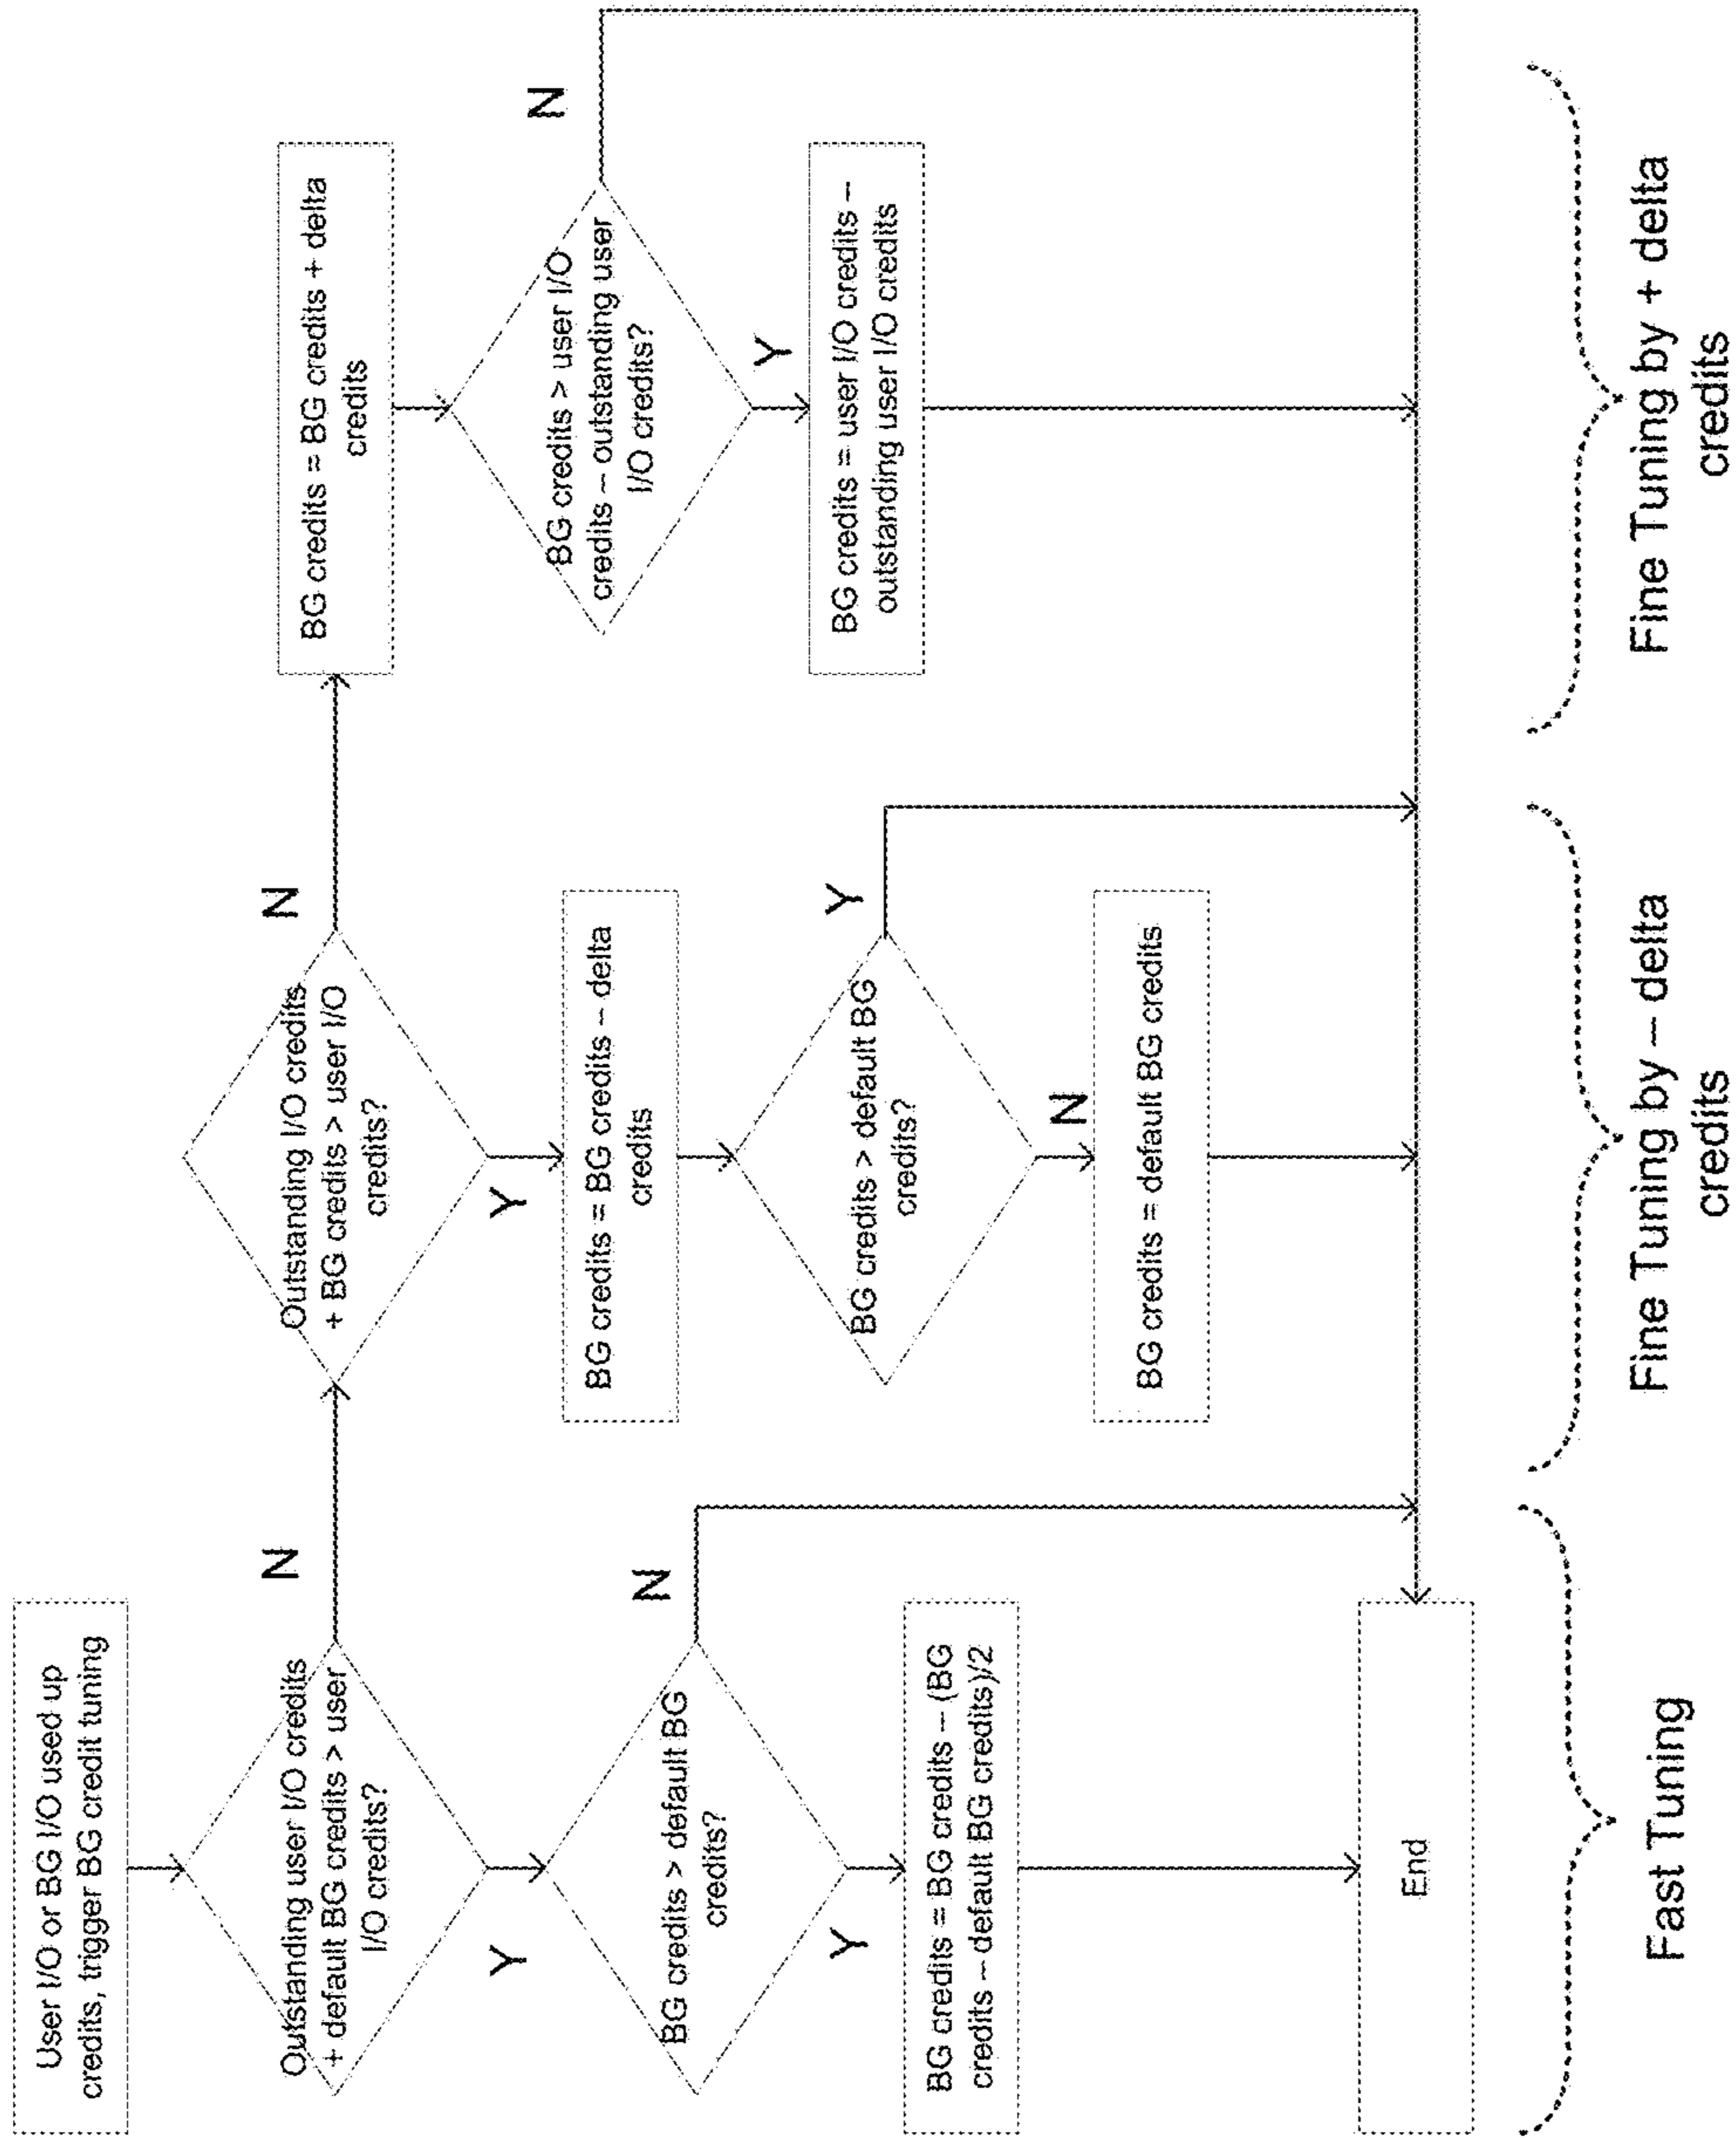 User I/O or BG I/O used up
credits, trigger BG credit tuning
Outstanding user I/O credits
+ default BG credits > user
I/O credits?
N
Y
BG credits > default BG
credits?
N
Y
BG credits = BG credits – (BG
credits – default BG credits)/2
End
Fast Tuning
Outstanding I/O credits
+ BG credits > user I/O
credits?
N
Y
BG credits = BG credits – delta
credits
BG credits > default BG
credits?
Y
N
BG credits = default BG credits
Fine Tuning by – delta
credits
BG credits = BG credits + delta
credits
BG credits > user I/O
credits – outstanding user
I/O credits?
N
Y
BG credits = user I/O credits –
outstanding user I/O credits
Fine Tuning by + delta
credits